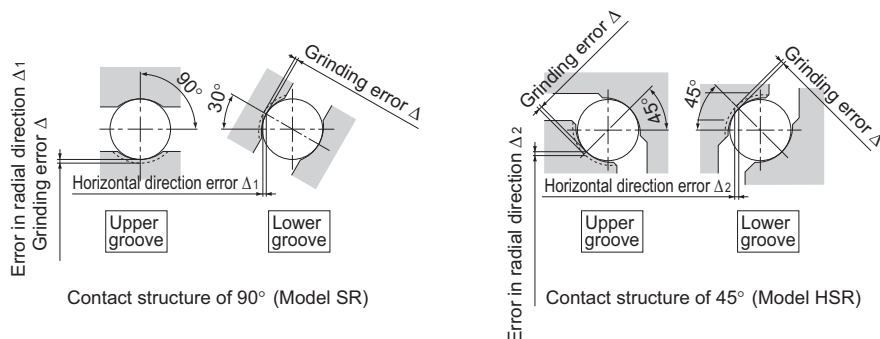 Error in radial direction Δ1
Grinding error Δ
90°
30°
Grinding error Δ
Horizontal direction error Δ1
Upper
groove
Lower
groove
Contact structure of 90° (Model SR)
Error in radial direction Δ2
Grinding error Δ
45°
45°
Grinding error Δ
Horizontal direction error Δ2
Upper
groove
Lower
groove
Contact structure of 45° (Model HSR)